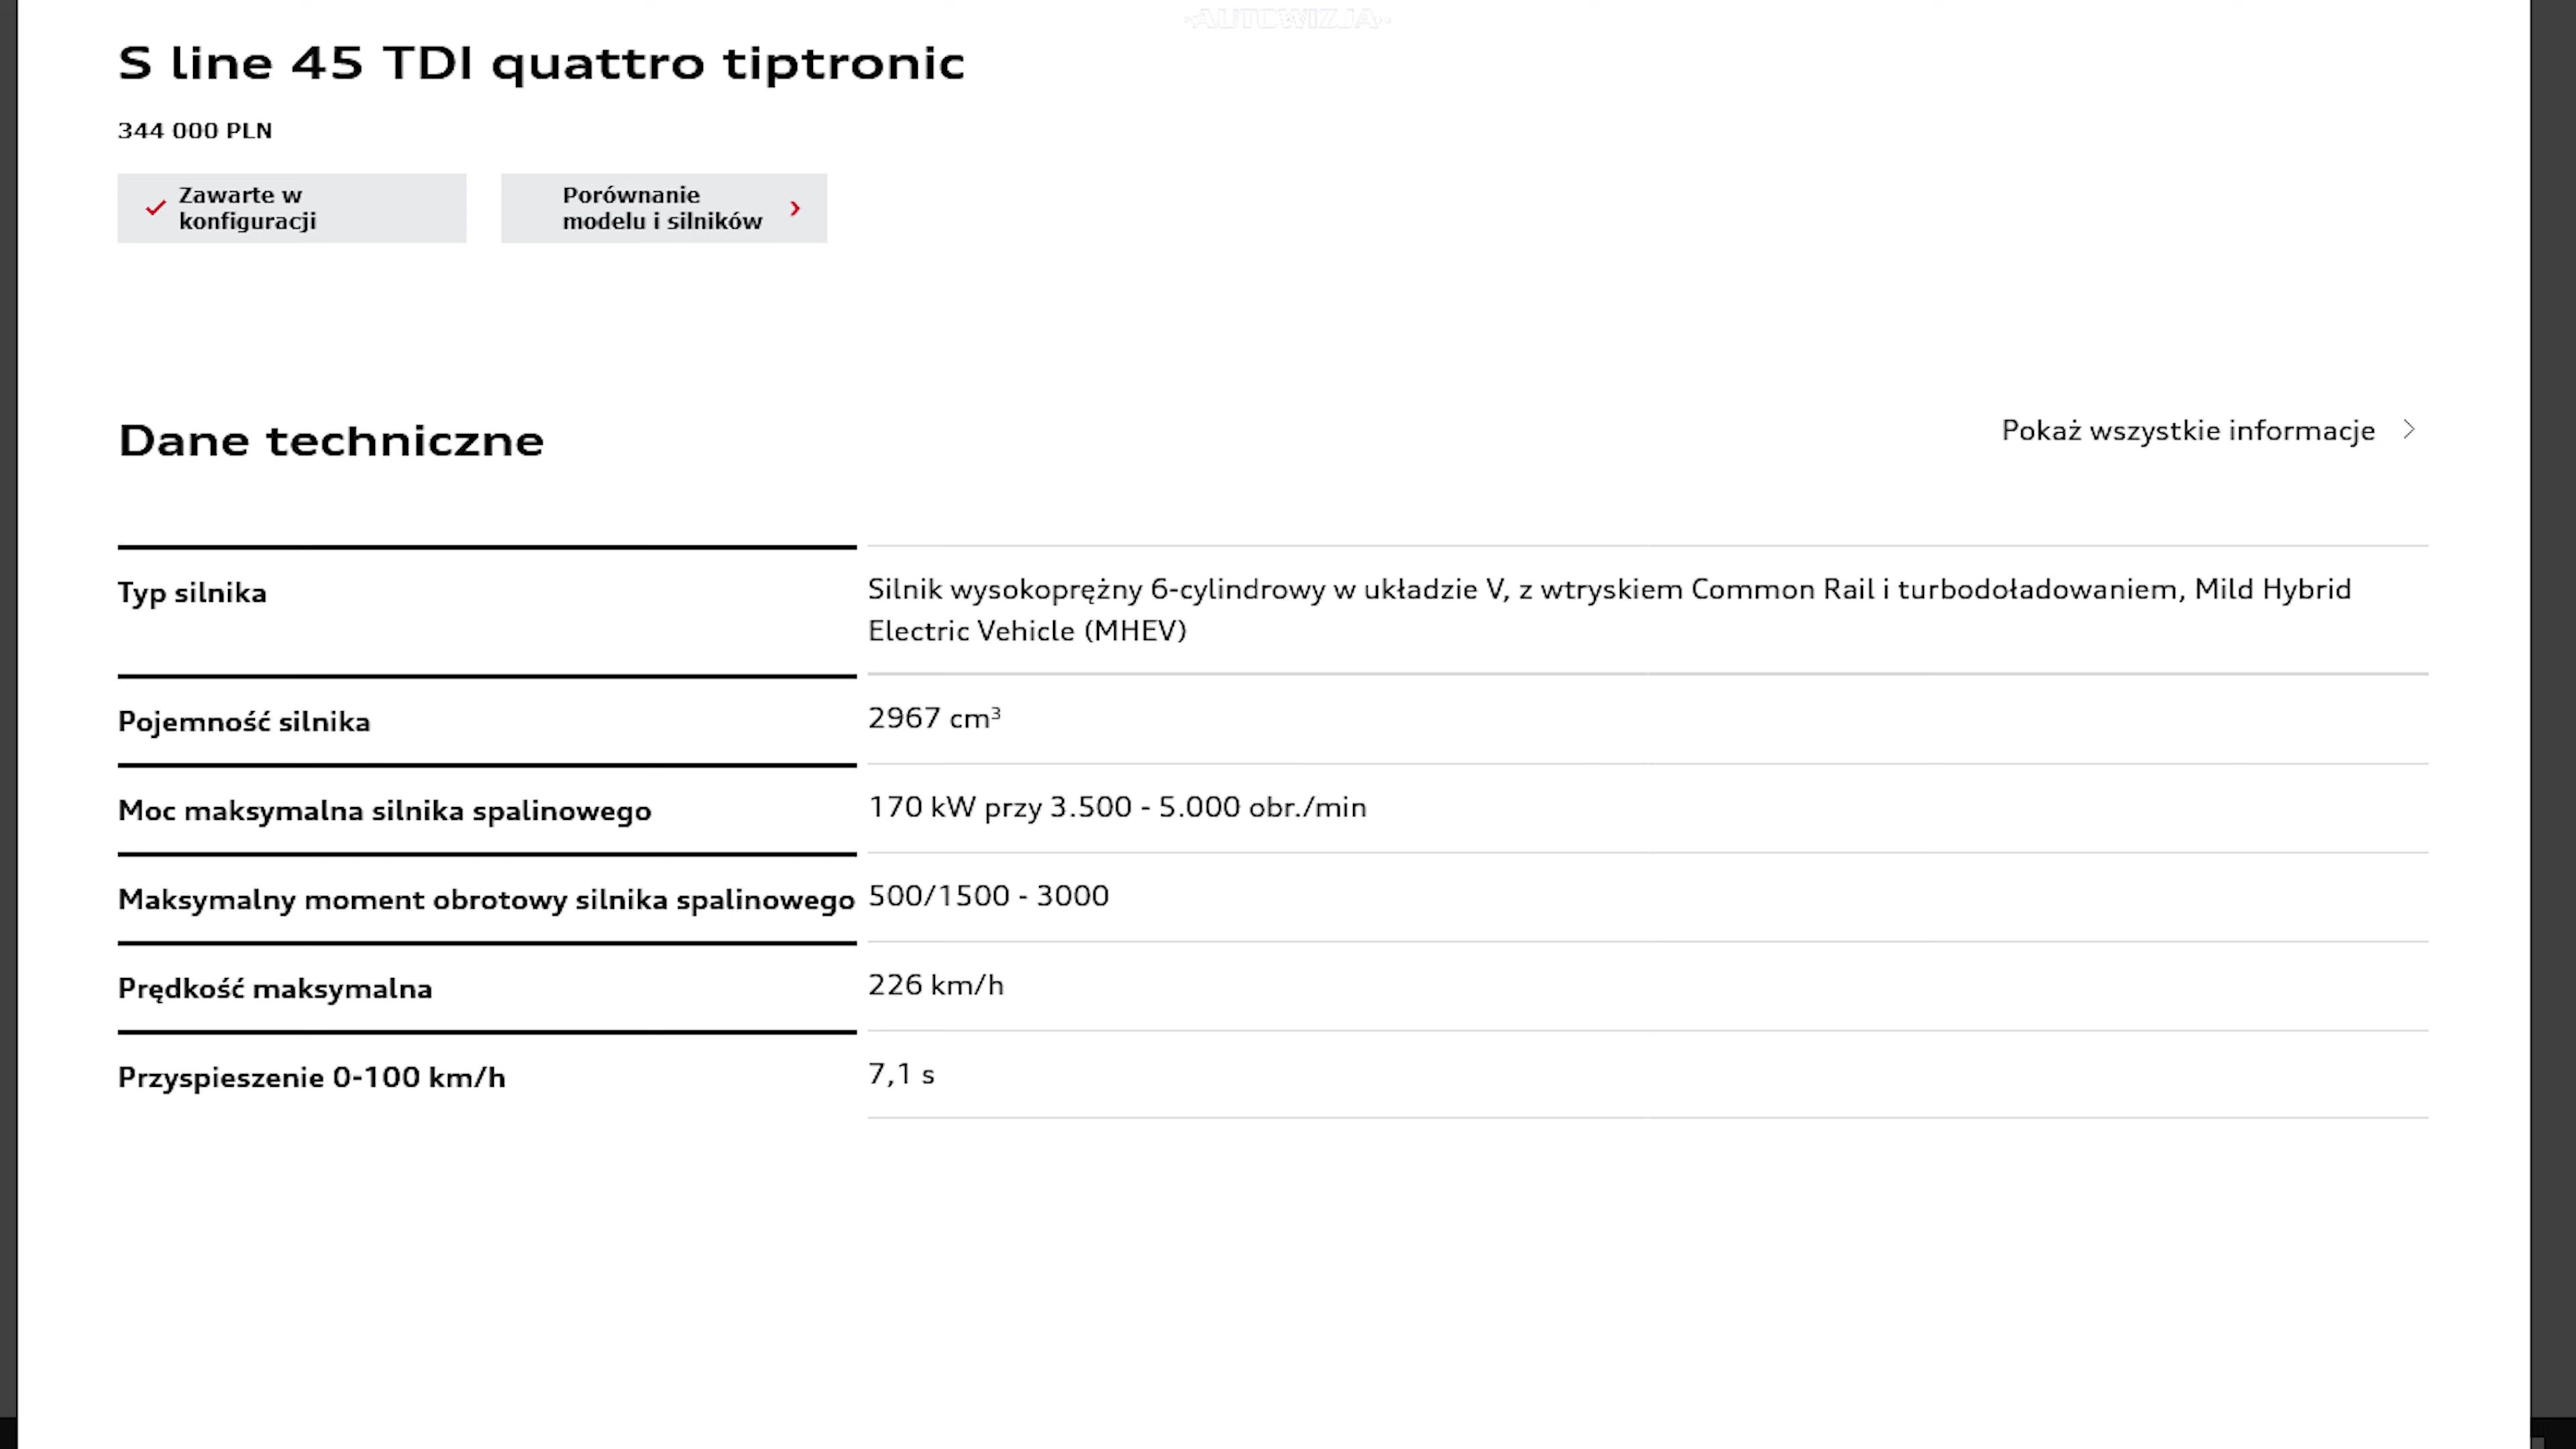 AUTOWIZJA
S line 45 TDI quattro tiptronic
344 000 PLN
Zawarte w
konfiguracji
Porównanie
modelu i silników
Dane techniczne
Pokaż wszystkie informacje
Typ silnika
Silnik wysokoprężny 6-cylindrowy w układzie V, z wtryskiem Common Rail i turbodoładowaniem, Mild Hybrid
Electric Vehicle (MHEV)
Pojemność silnika
2967 cm³
Moc maksymalna silnika spalinowego
170 kW przy 3.500 - 5.000 obr./min
Maksymalny moment obrotowy silnika spalinowego
500/1500 - 3000
Prędkość maksymalna
226 km/h
Przyspieszenie 0-100 km/h
7,1 s